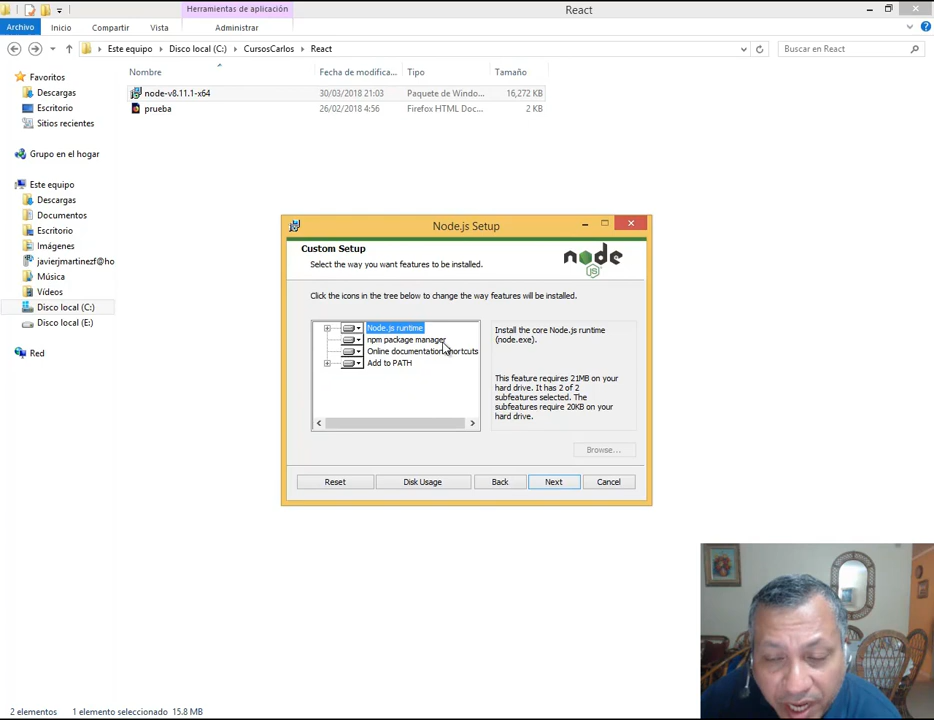 Herramientas de aplicación
React
Archivo Inicio Compartir Vista Administrar
Este equipo Disco local (C:) CursosCarlos React
Buscar en React
Nombre Fecha de modifica... Tipo Tamaño
node-v8.11.1-x64 30/03/2018 21:03 Paquete de Windo... 16,272 KB
prueba 26/02/2018 4:56 Firefox HTML Doc... 2 KB
Favoritos
Descargas
Escritorio
Sitios recientes
Grupo en el hogar
Este equipo
Descargas
Documentos
Escritorio
Imágenes
javierjmartinezf@ho
Música
Vídeos
Disco local (C:)
Disco local (E:)
Red
Node.js Setup
Custom Setup
Select the way you want features to be installed.
node
JS
Click the icons in the tree below to change the way features will be installed.
Node.js runtime
npm package manager
Online documentation shortcuts
Add to PATH
Install the core Node.js runtime
(node.exe).
This feature requires 21MB on your
hard drive. It has 2 of 2
subfeatures selected. The
subfeatures require 20KB on your
hard drive.
Browse...
Reset Disk Usage Back Next Cancel
2 elementos 1 elemento seleccionado 15.8 MB